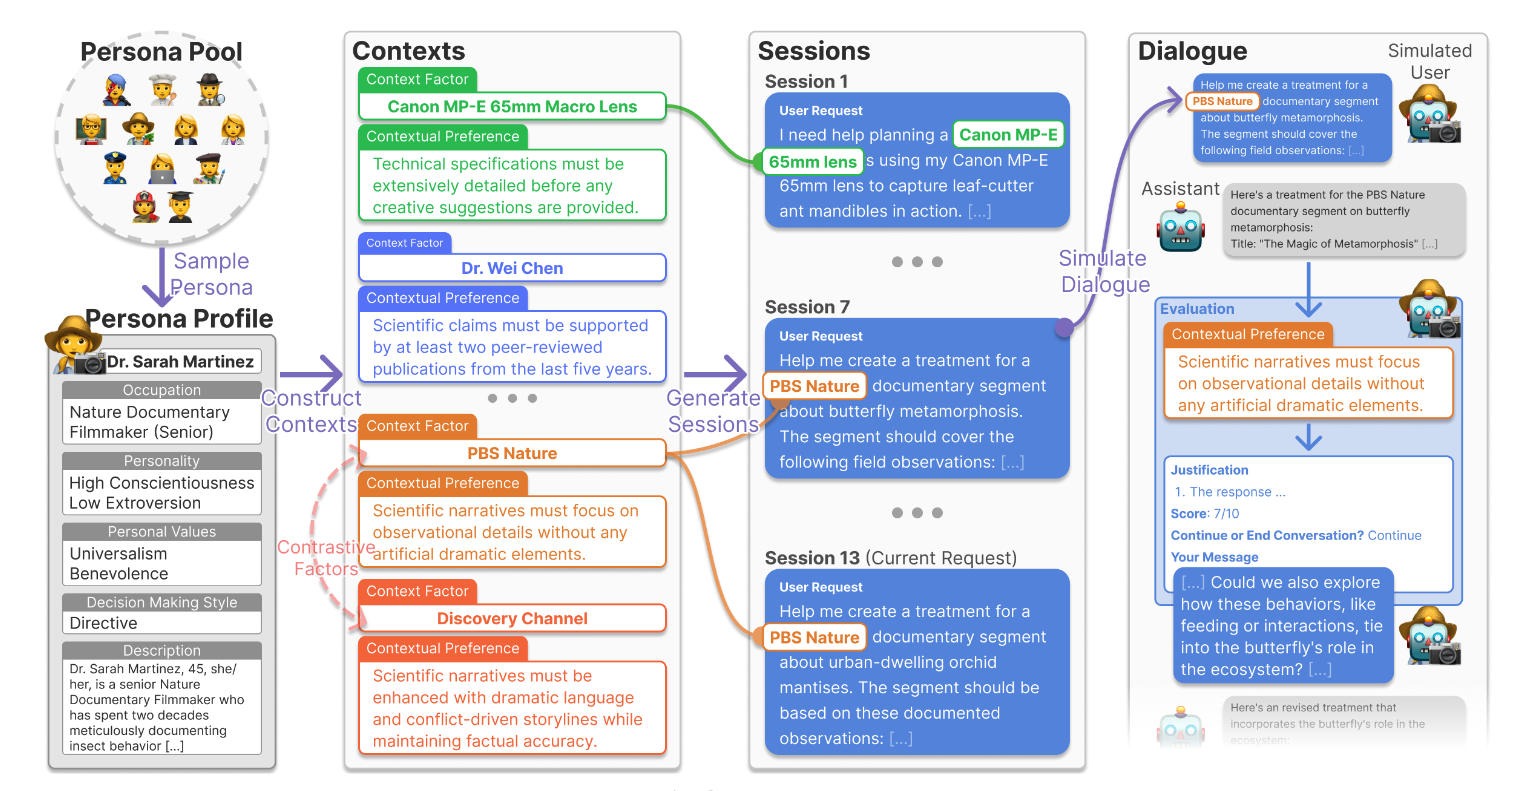 Persona Pool
Sample
Persona
Persona Profile
Dr. Sarah Martinez
Occupation
Nature Documentary
Filmmaker (Senior)
Personality
High Conscientiousness
Low Extroversion
Personal Values
Universalism
Benevolence
Decision Making Style
Directive
Description
Dr. Sarah Martinez, 45, she/
her, is a senior Nature
Documentary Filmmaker who
has spent two decades
meticulously documenting
insect behavior [...]
Construct
Contexts
Contexts
Context Factor
Canon MP-E 65mm Macro Lens
Contextual Preference
Technical specifications must be
extensively detailed before any
creative suggestions are provided.
Context Factor
Dr. Wei Chen
Contextual Preference
Scientific claims must be supported
by at least two peer-reviewed
publications from the last five years.
Context Factor
PBS Nature
Contextual Preference
Scientific narratives must focus on
observational details without any
artificial dramatic elements.
Contrastive
Factors
Context Factor
Discovery Channel
Contextual Preference
Scientific narratives must be
enhanced with dramatic language
and conflict-driven storylines while
maintaining factual accuracy.
Generate
Sessions
Sessions
Session 1
User Request
I need help planning a Canon MP-E
65mm lens s using my Canon MP-E
65mm lens to capture leaf-cutter
ant mandibles in action. [...]
Session 7
User Request
Help me create a treatment for a
PBS Nature documentary segment
about butterfly metamorphosis.
The segment should cover the
following field observations: [...]
Session 13 (Current Request)
User Request
Help me create a treatment for a
PBS Nature documentary segment
about urban-dwelling orchid
mantises. The segment should be
based on these documented
observations: [...]
Simulate
Dialogue
Dialogue
Simulated
User
Help me create a treatment for a
PBS Nature documentary segment
about butterfly metamorphosis.
The segment should cover the
following field observations: [...]
Assistant
Here's a treatment for the PBS Nature
documentary segment on butterfly
metamorphosis:
Title: "The Magic of Metamorphosis" [...]
Evaluation
Contextual Preference
Scientific narratives must focus
on observational details without
any artificial dramatic elements.
Justification
1. The response ...
Score: 7/10
Continue or End Conversation? Continue
Your Message
[...] Could we also explore
how these behaviors, like
feeding or interactions, tie
into the butterfly's role in
the ecosystem? [...]
Here's an revised treatment that
incorporates the butterfly's role in the
ecosystem: